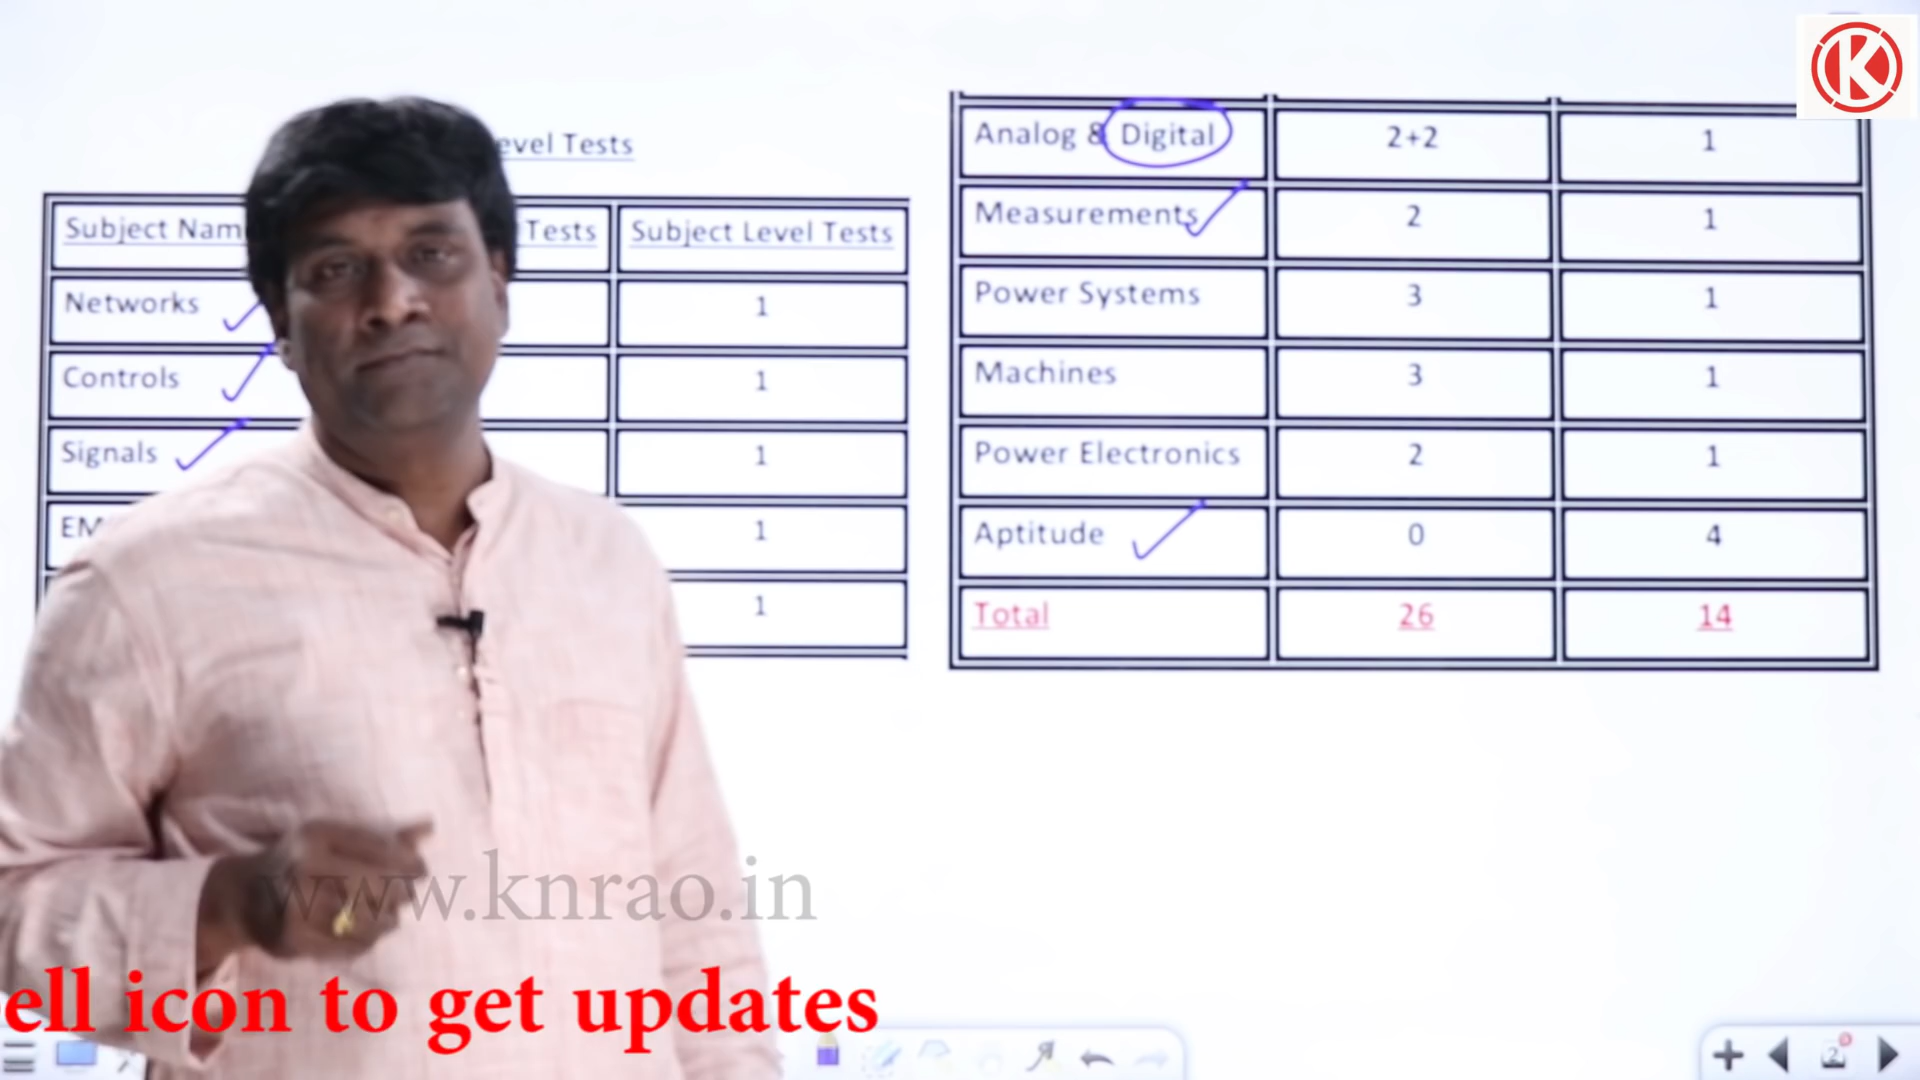 evel Tests
Subject Nam Tests Subject Level Tests
Networks 1
Controls 1
Signals 1
EM 1
1
Analog & Digital 2+2 1
Measurements 2 1
Power Systems 3 1
Machines 3 1
Power Electronics 2 1
Aptitude 0 4
Total 26 14
K
www.knrao.in
ell icon to get updates
2